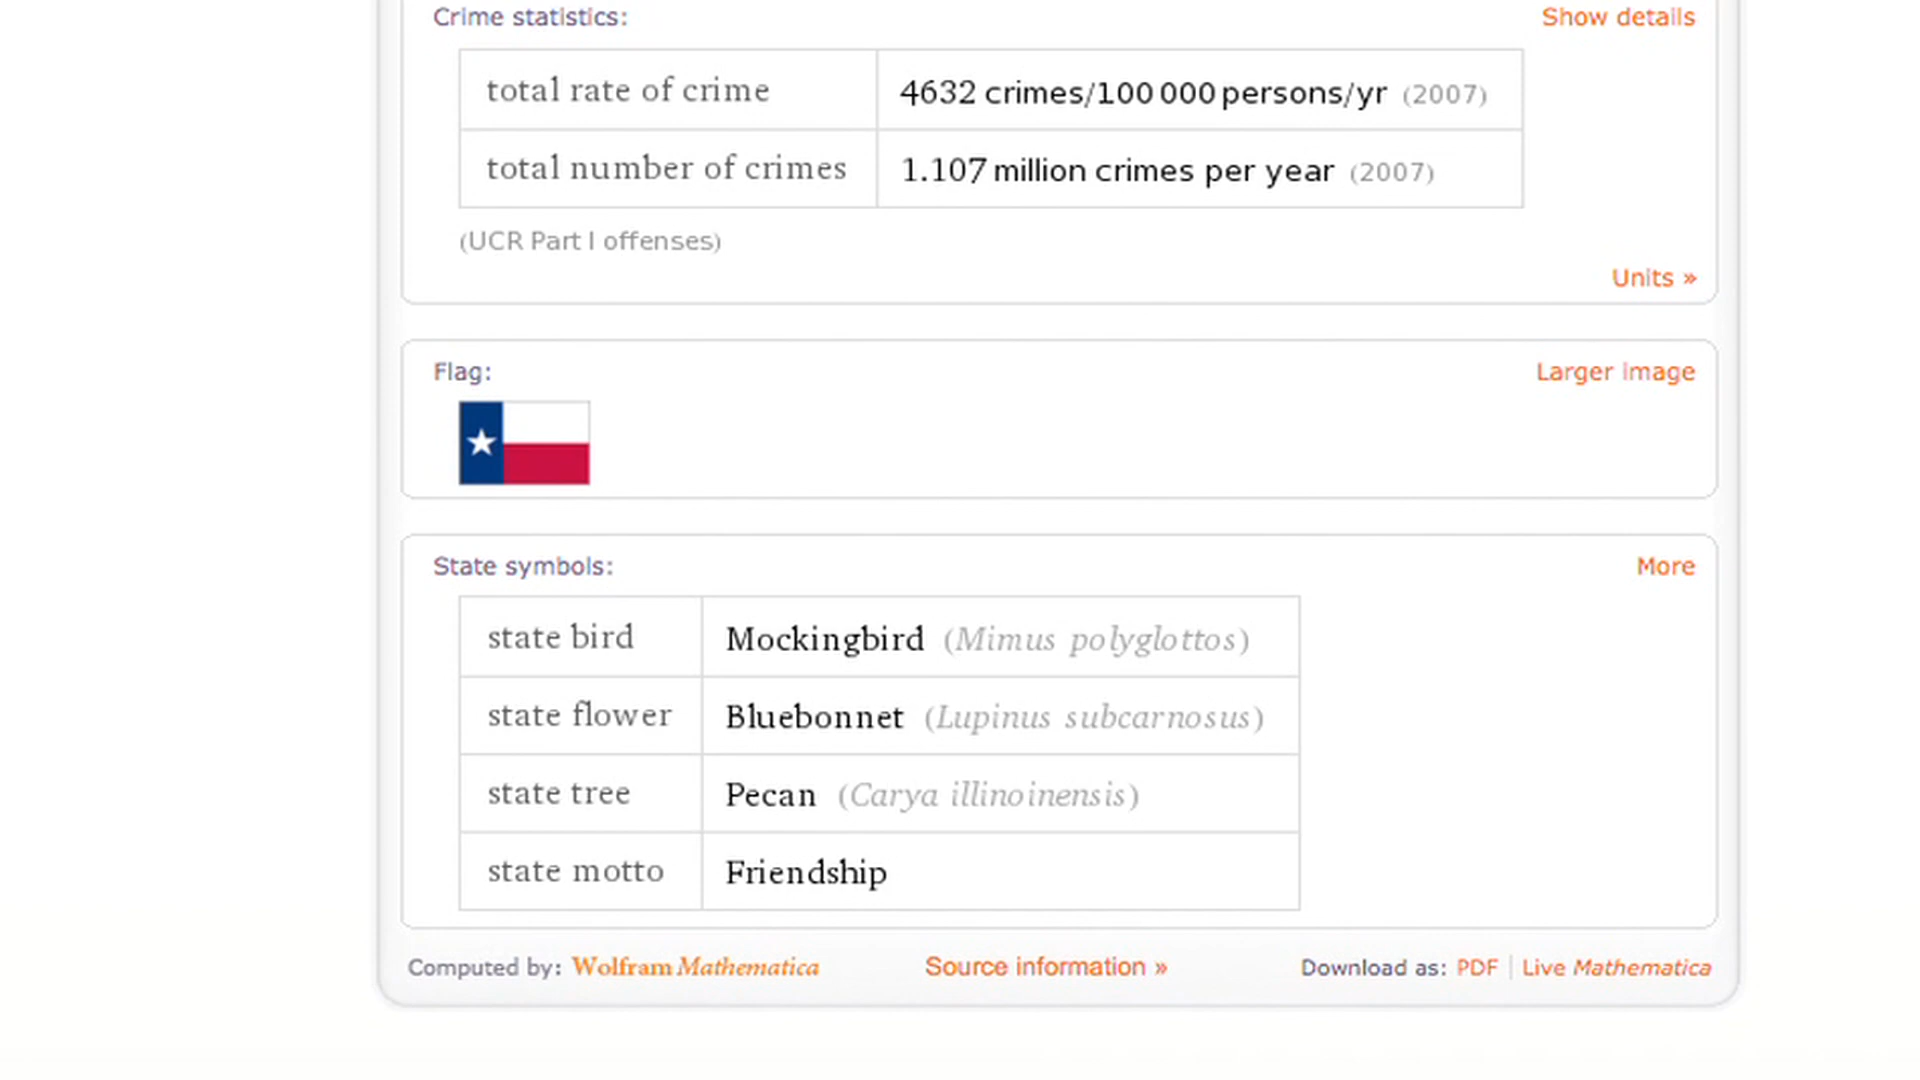 Crime statistics: Show details
total rate of crime 4632 crimes/100 000 persons/yr (2007)
total number of crimes 1.107 million crimes per year (2007)
(UCR Part I offenses)
Units »
Flag: Larger image
State symbols: More
state bird Mockingbird (Mimus polyglottos)
state flower Bluebonnet (Lupinus subcarnosus)
state tree Pecan (Carya illinoinensis)
state motto Friendship
Computed by: Wolfram Mathematica Source information » Download as: PDF | Live Mathematica